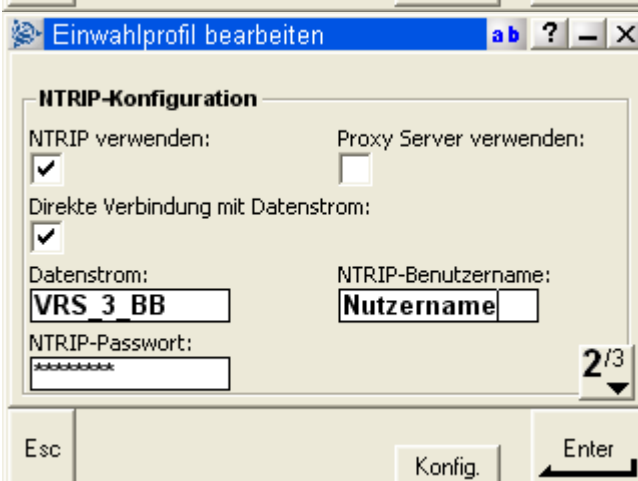 Einwahlprofil bearbeiten ab ? – X
NTRIP-Konfiguration
NTRIP verwenden: Proxy Server verwenden:
Direkte Verbindung mit Datenstrom:
Datenstrom: NTRIP-Benutzername:
VRS_3_BB Nutzername
NTRIP-Passwort:
********
2/3
Esc Konfig. Enter